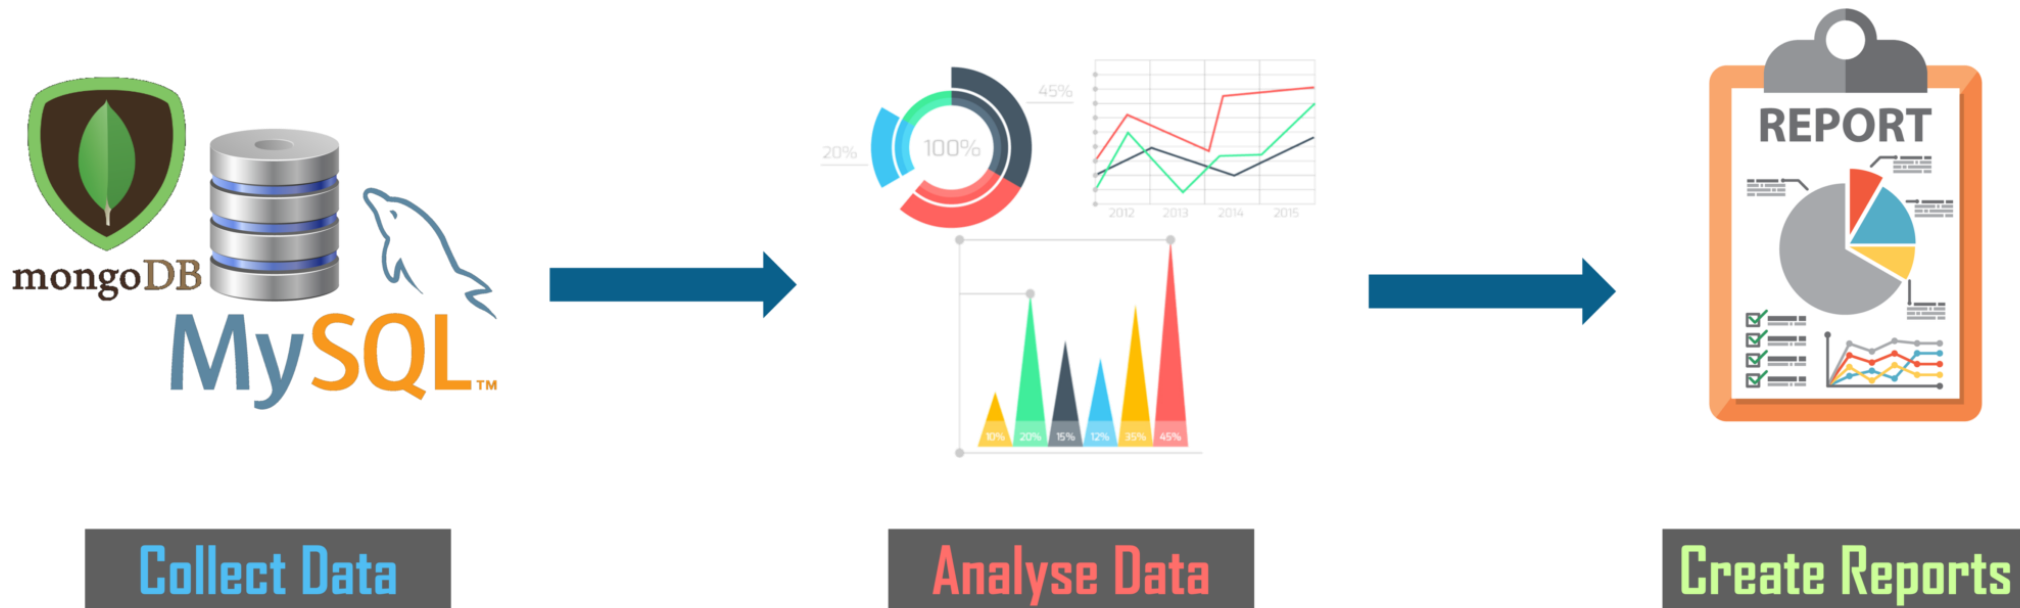 mongoDB
MySQL™
45%
20%
100%
2012 2013 2014 2015
10% 20% 15% 12% 35% 45%
REPORT
Collect Data
Analyse Data
Create Reports